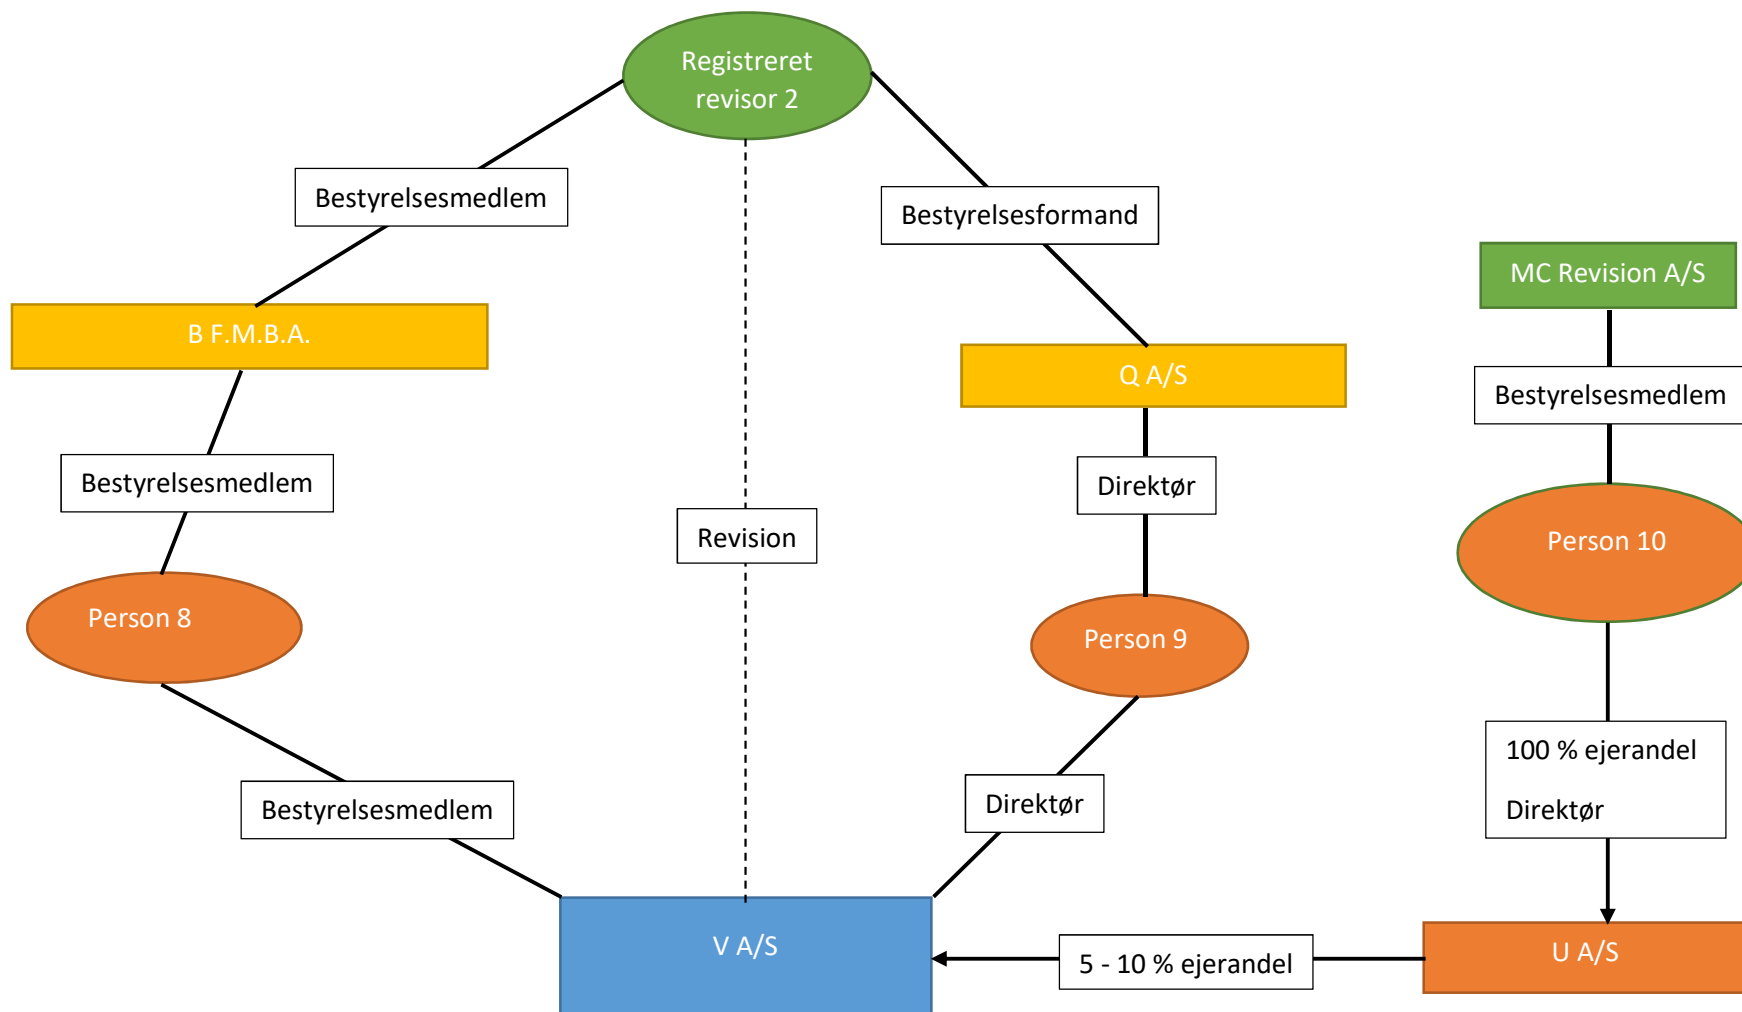 Registreret
revisor 2
Bestyrelsesmedlem
Bestyrelsesformand
MC Revision A/S
B F.M.B.A.
Q A/S
Bestyrelsesmedlem
Bestyrelsesmedlem
Direktør
Revision
Person 10
Person 8
Person 9
100 % ejerandel
Direktør
Bestyrelsesmedlem
Direktør
V A/S
5 - 10 % ejerandel
U A/S